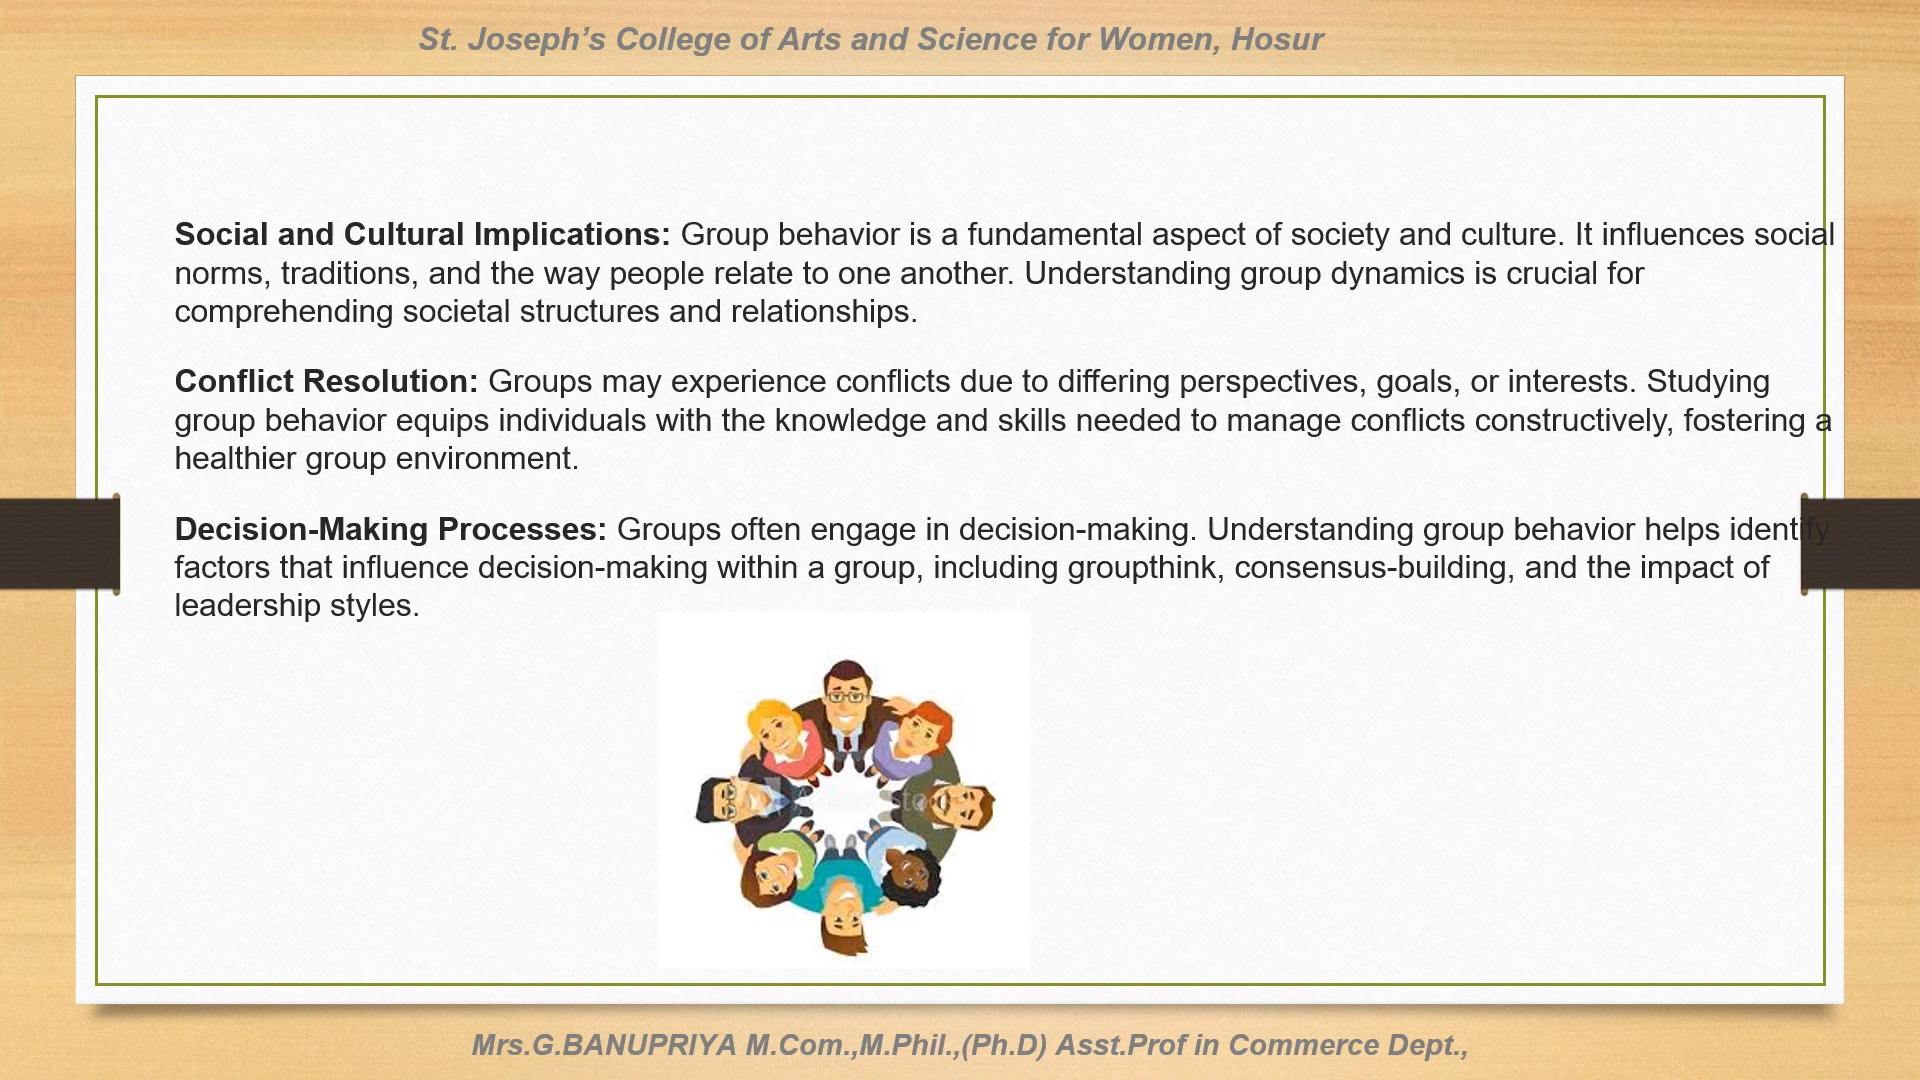 St. Joseph’s College of Arts and Science for Women, Hosur
Social and Cultural Implications: Group behavior is a fundamental aspect of society and culture. It influences social
norms, traditions, and the way people relate to one another. Understanding group dynamics is crucial for
comprehending societal structures and relationships.
Conflict Resolution: Groups may experience conflicts due to differing perspectives, goals, or interests. Studying
group behavior equips individuals with the knowledge and skills needed to manage conflicts constructively, fostering a
healthier group environment.
Decision-Making Processes: Groups often engage in decision-making. Understanding group behavior helps identify
factors that influence decision-making within a group, including groupthink, consensus-building, and the impact of
leadership styles.
Mrs.G.BANUPRIYA M.Com.,M.Phil.,(Ph.D) Asst.Prof in Commerce Dept.,